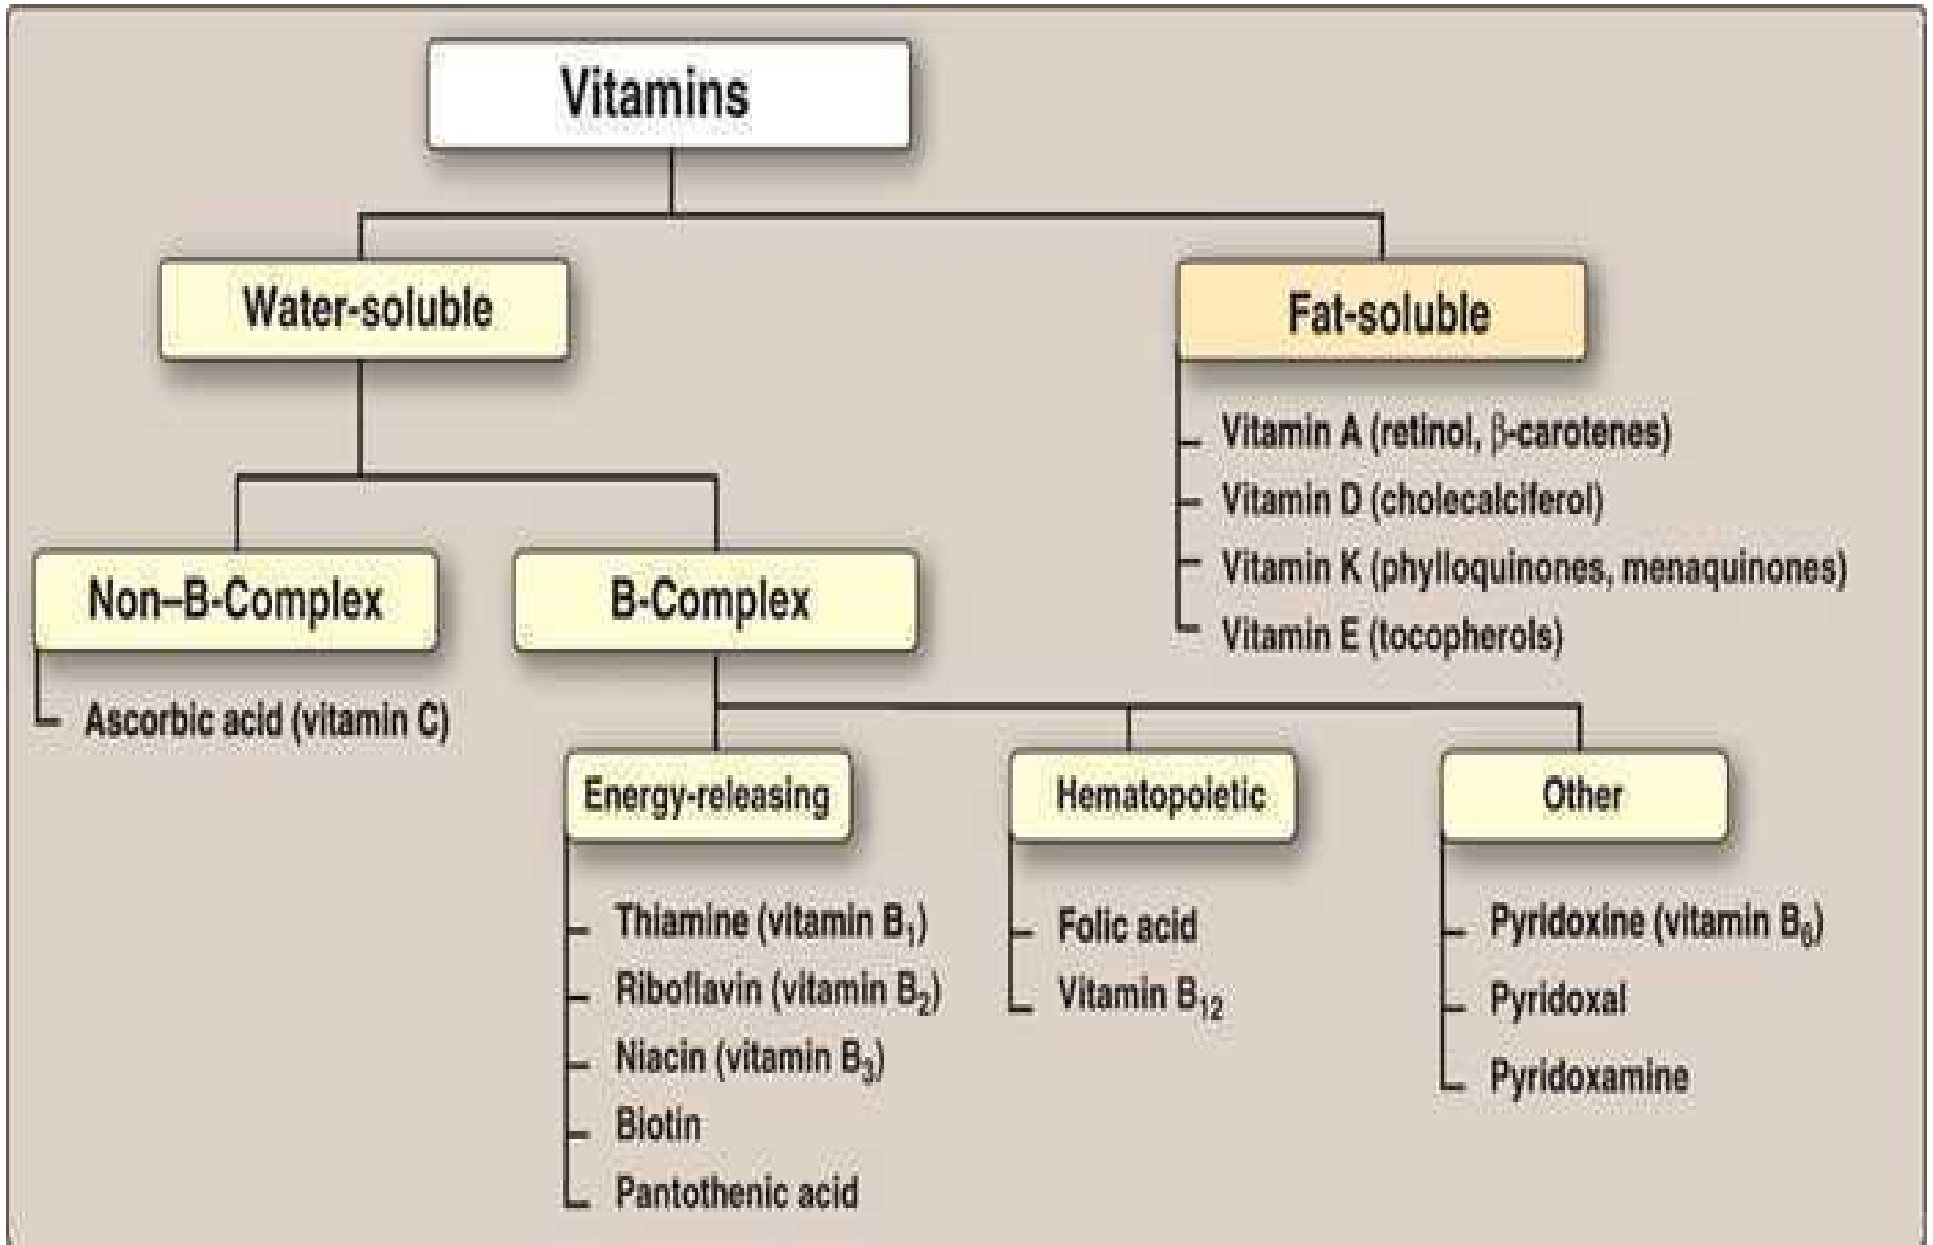 Vitamins
Water-soluble
Fat-soluble
Vitamin A (retinol, β-carotenes)
Vitamin D (cholecalciferol)
Vitamin K (phylloquinones, menaquinones)
Vitamin E (tocopherols)
Non–B-Complex
B-Complex
Ascorbic acid (vitamin C)
Energy-releasing
Hematopoietic
Other
Thiamine (vitamin B₁)
Riboflavin (vitamin B₂)
Niacin (vitamin B₃)
Biotin
Pantothenic acid
Folic acid
Vitamin B₁₂
Pyridoxine (vitamin B₆)
Pyridoxal
Pyridoxamine